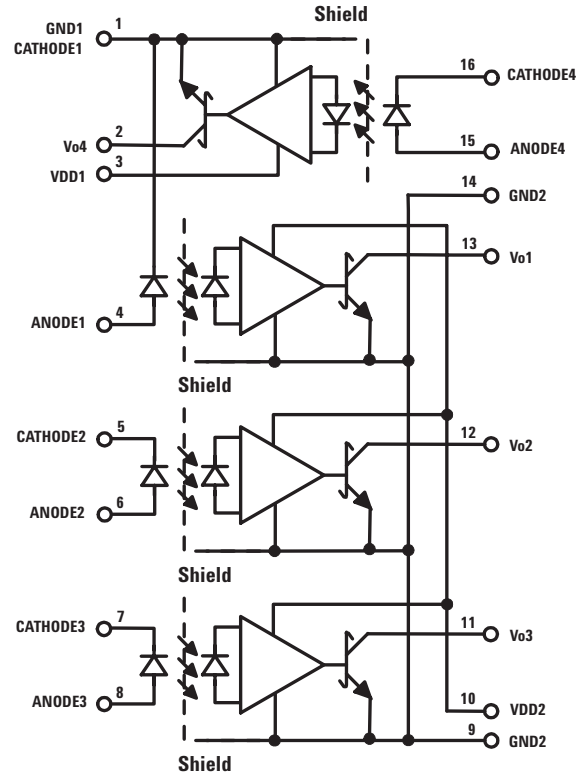 Shield
GND1 1
CATHODE1
16 CATHODE4
2
Vo4
3
VDD1
15 ANODE4
14 GND2
13 Vo1
4
ANODE1
Shield
CATHODE2 5
12 Vo2
6
ANODE2
Shield
CATHODE3 7
11 Vo3
8
ANODE3
10 VDD2
9 GND2
Shield